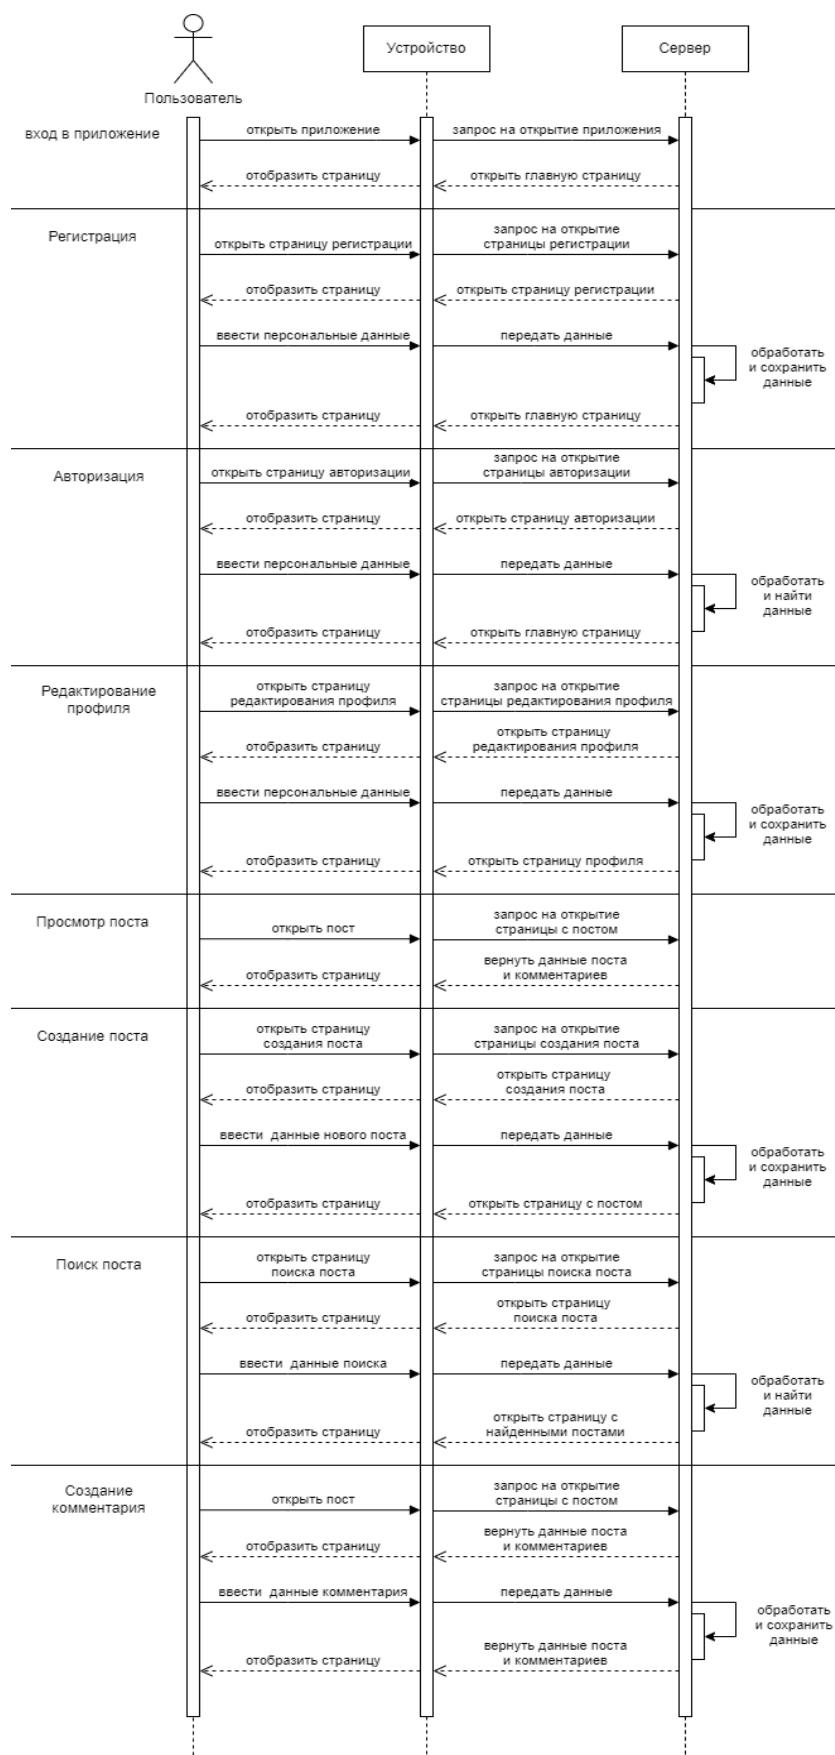 Устройство
Сервер
Пользователь
вход в приложение
открыть приложение
запрос на открытие приложения
отобразить страницу
открыть главную страницу
Регистрация
открыть страницу регистрации
запрос на открытие
страницы регистрации
отобразить страницу
открыть страницу регистрации
ввести персональные данные
передать данные
обработать
и сохранить
данные
отобразить страницу
открыть главную страницу
Авторизация
открыть страницу авторизации
запрос на открытие
страницы авторизации
отобразить страницу
открыть страницу авторизации
ввести персональные данные
передать данные
обработать
и найти
данные
отобразить страницу
открыть главную страницу
Редактирование
профиля
открыть страницу
редактирования профиля
запрос на открытие
страницы редактирования профиля
отобразить страницу
открыть страницу
редактирования профиля
ввести персональные данные
передать данные
обработать
и сохранить
данные
отобразить страницу
открыть страницу профиля
Просмотр поста
открыть пост
запрос на открытие
страницы с постом
отобразить страницу
вернуть данные поста
и комментариев
Создание поста
открыть страницу
создания поста
запрос на открытие
страницы создания поста
отобразить страницу
открыть страницу
создания поста
ввести данные нового поста
передать данные
обработать
и сохранить
данные
отобразить страницу
открыть страницу с постом
Поиск поста
открыть страницу
поиска поста
запрос на открытие
страницы поиска поста
отобразить страницу
открыть страницу
поиска поста
ввести данные поиска
передать данные
обработать
и найти
данные
отобразить страницу
открыть страницу с
найденными постами
Создание
комментария
открыть пост
запрос на открытие
страницы с постом
отобразить страницу
вернуть данные поста
и комментариев
ввести данные комментария
передать данные
обработать
и сохранить
данные
отобразить страницу
вернуть данные поста
и комментариев